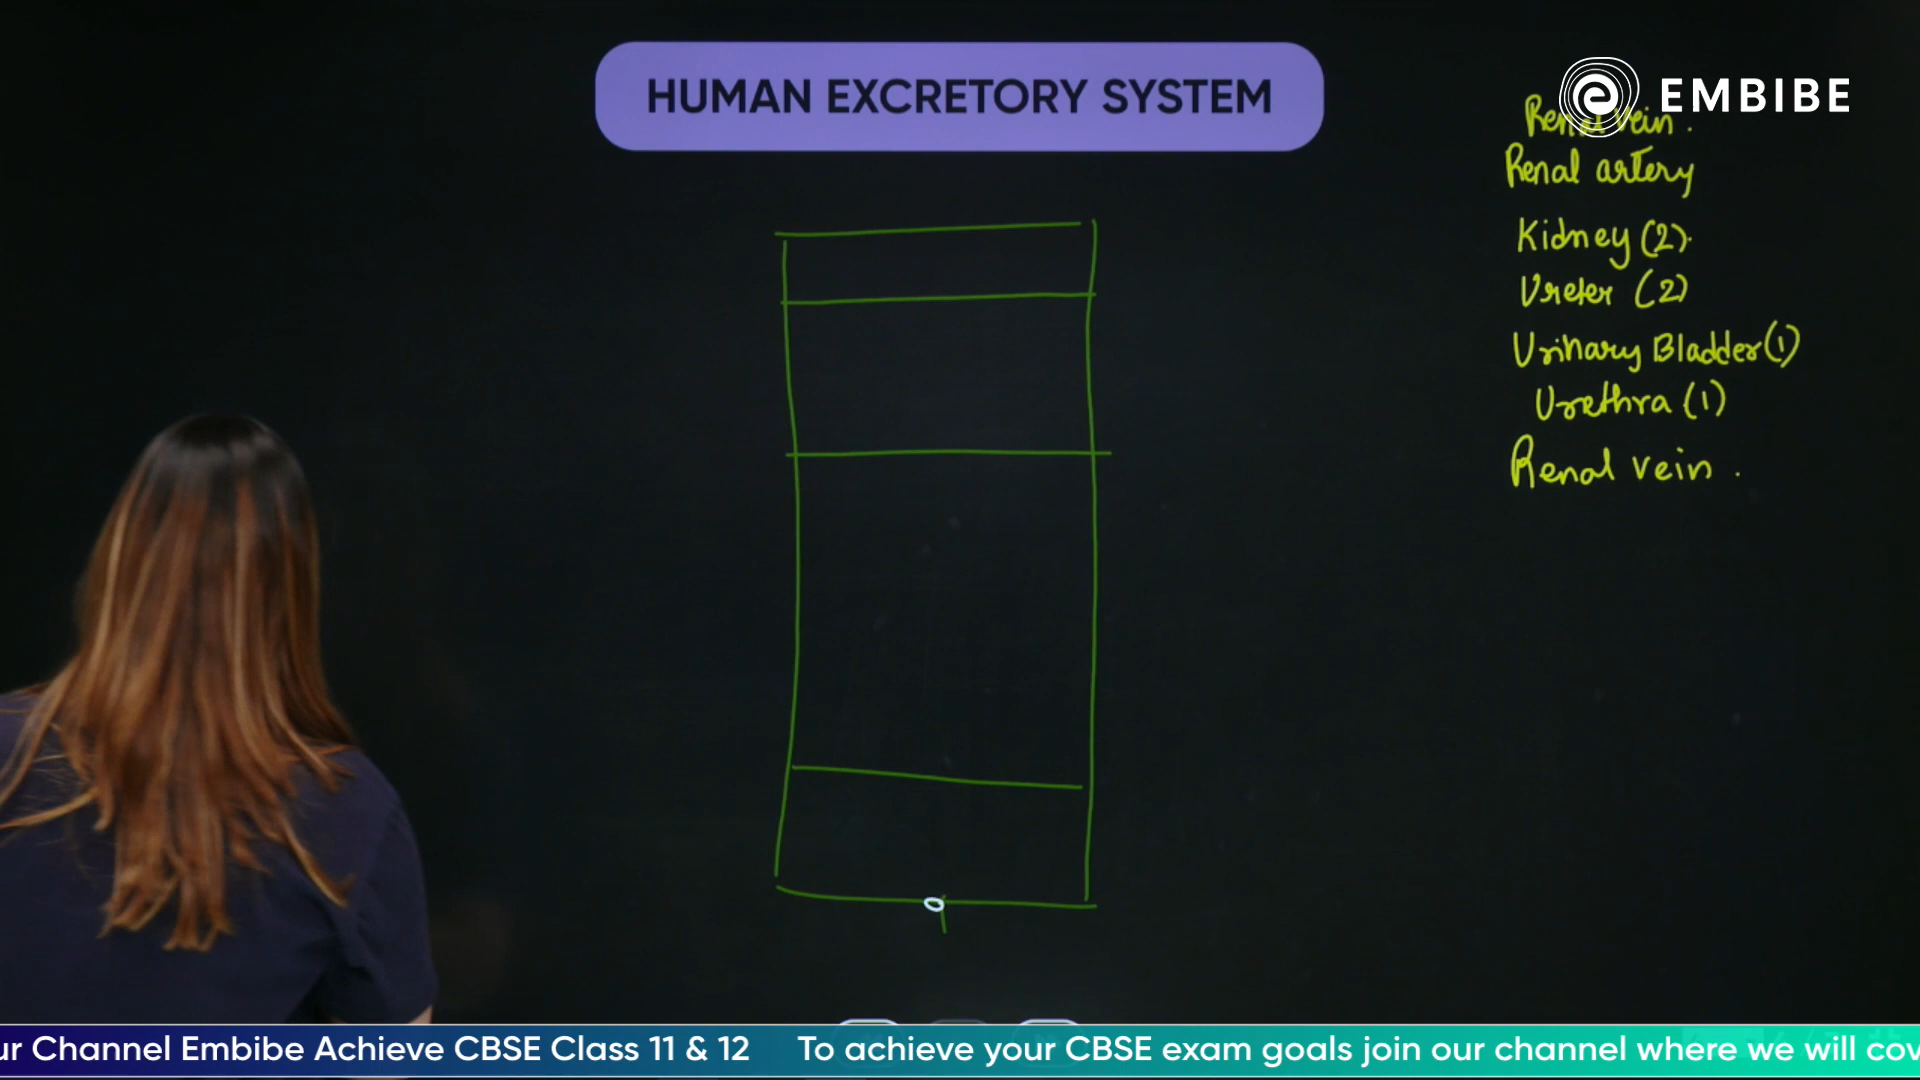 HUMAN EXCRETORY SYSTEM
EMBIBE
Renal vein.
Renal artery
Kidney (2).
Ureter (2)
Urinary Bladder (1)
Urethra (1)
Renal vein.
ur Channel Embibe Achieve CBSE Class 11 & 12 To achieve your CBSE exam goals join our channel where we will cov